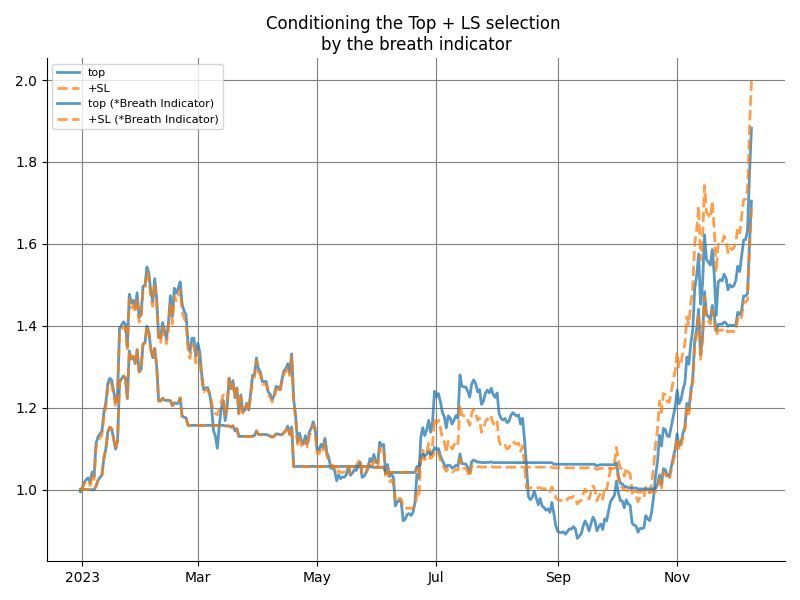 Conditioning the Top + LS selection
by the breath indicator
top
+SL
top (*Breath Indicator)
+SL (*Breath Indicator)
2.0
1.8
1.6
1.4
1.2
1.0
2023 Mar May Jul Sep Nov